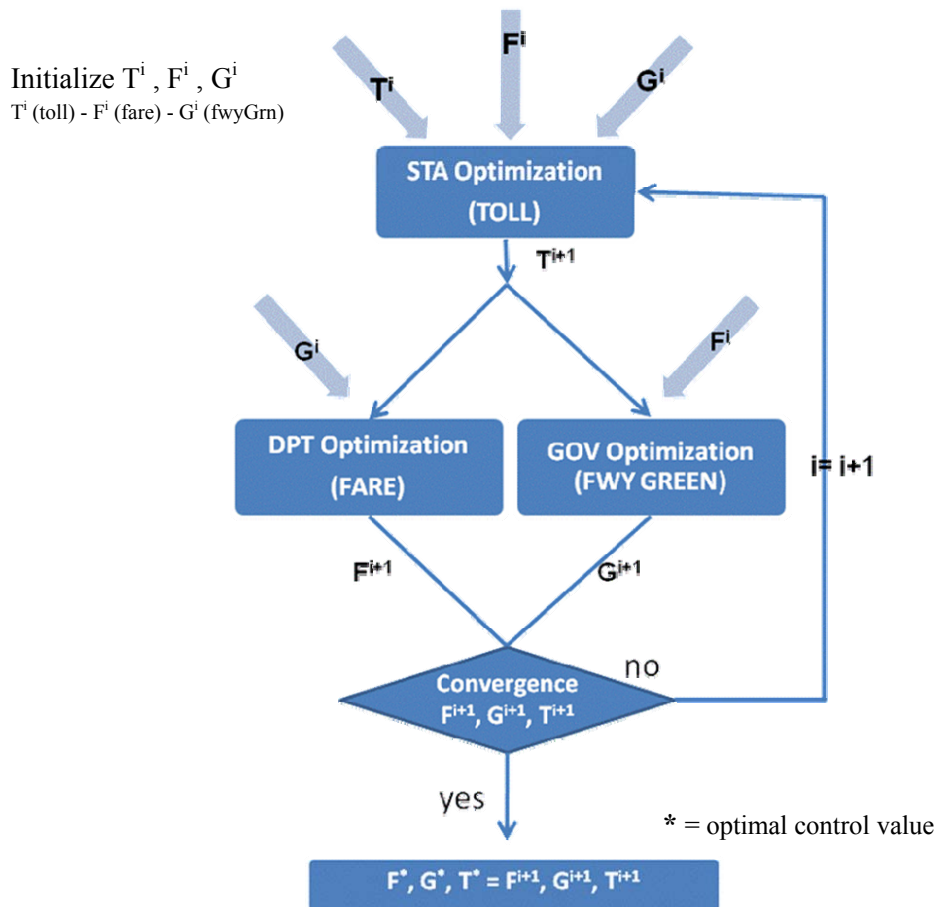 Initialize Tⁱ , Fⁱ , Gⁱ
Tⁱ (toll) - Fⁱ (fare) - Gⁱ (fwyGrn)
Tⁱ
Fⁱ
Gⁱ
STA Optimization
(TOLL)
Tⁱ⁺¹
Gⁱ
Fⁱ
DPT Optimization
(FARE)
GOV Optimization
(FWY GREEN)
i= i+1
Fⁱ⁺¹
Gⁱ⁺¹
Convergence
Fⁱ⁺¹, Gⁱ⁺¹, Tⁱ⁺¹
no
yes
* = optimal control value
F*, G*, T* = Fⁱ⁺¹, Gⁱ⁺¹, Tⁱ⁺¹